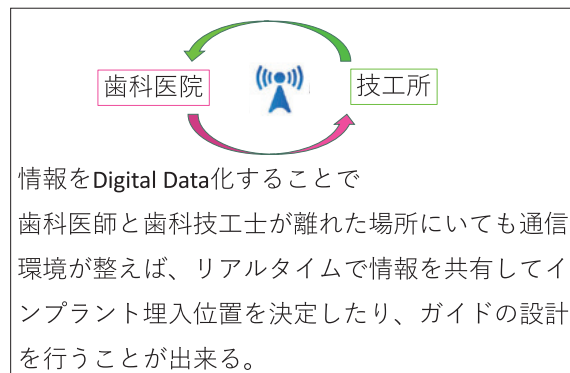 歯科医院 技工所
情報をDigital Data化することで
歯科医師と歯科技工士が離れた場所にいても通信
環境が整えば、リアルタイムで情報を共有してイ
ンプラント埋入位置を決定したり、ガイドの設計
を行うことが出来る。